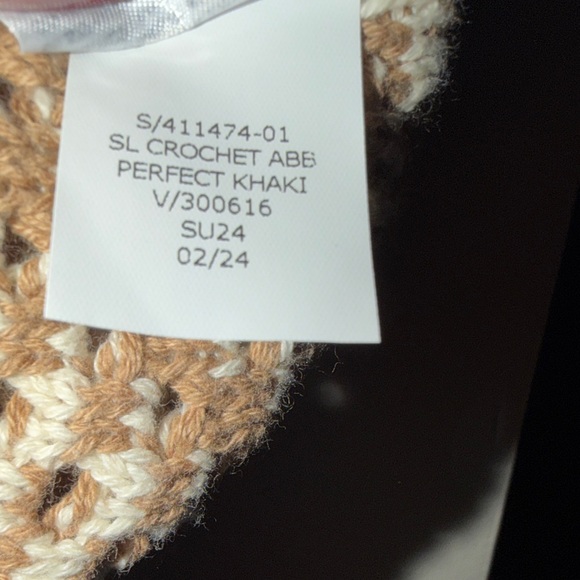 S/411474-01
SL CROCHET ABB
PERFECT KHAKI
V/300616
SU24
02/24